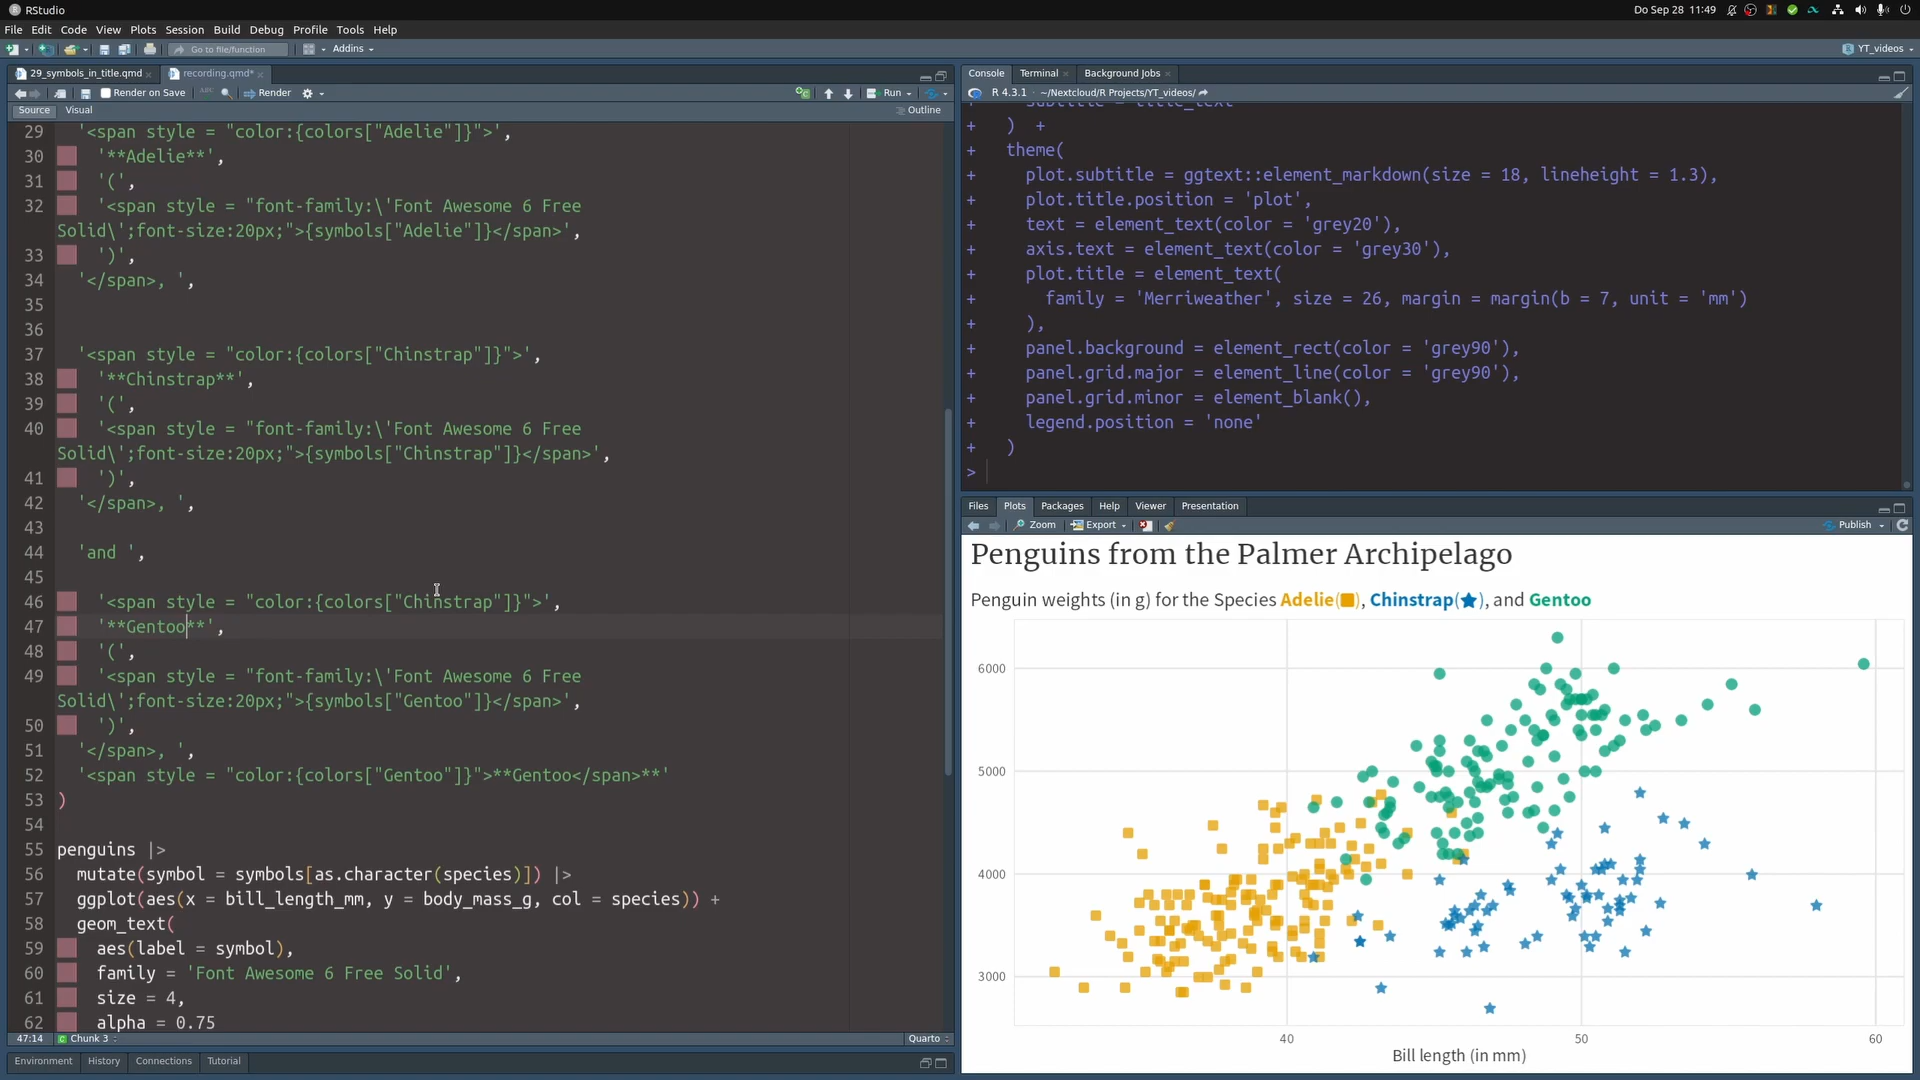 RStudio
Do Sep 28 11:49
File Edit Code View Plots Session Build Debug Profile Tools Help
Go to file/function
Addins
YT_videos
29_symbols_in_title.qmd
recording.qmd*
Render on Save
ABC
Render
Run
Source
Visual
Outline
29 '<span style = "color:{colors["Adelie"]}">',
30 '**Adelie**',
31 '(',
32 '<span style = "font-family:\'Font Awesome 6 Free
Solid\';font-size:20px;">{symbols["Adelie"]}</span>',
33 ')',
34 '</span>, ',
35
36
37 '<span style = "color:{colors["Chinstrap"]}">',
38 '**Chinstrap**',
39 '(',
40 '<span style = "font-family:\'Font Awesome 6 Free
Solid\';font-size:20px;">{symbols["Chinstrap"]}</span>',
41 ')',
42 '</span>, ',
43
44 'and ',
45
46 '<span style = "color:{colors["Chinstrap"]}">',
47 '**Gentoo**',
48 '(',
49 '<span style = "font-family:\'Font Awesome 6 Free
Solid\';font-size:20px;">{symbols["Gentoo"]}</span>',
50 ')',
51 '</span>, ',
52 '<span style = "color:{colors["Gentoo"]}">**Gentoo</span>**'
53 )
54
55 penguins |>
56 mutate(symbol = symbols[as.character(species)]) |>
57 ggplot(aes(x = bill_length_mm, y = body_mass_g, col = species)) +
58 geom_text(
59 aes(label = symbol),
60 family = 'Font Awesome 6 Free Solid',
61 size = 4,
62 alpha = 0.75
47:14
Chunk 3
Quarto
Environment History Connections Tutorial
Console Terminal Background Jobs
R 4.3.1 · ~/Nextcloud/R Projects/YT_videos/
subtitle = title_text
+ ) +
+ theme(
+ plot.subtitle = ggtext::element_markdown(size = 18, lineheight = 1.3),
+ plot.title.position = 'plot',
+ text = element_text(color = 'grey20'),
+ axis.text = element_text(color = 'grey30'),
+ plot.title = element_text(
+ family = 'Merriweather', size = 26, margin = margin(b = 7, unit = 'mm')
+ ),
+ panel.background = element_rect(color = 'grey90'),
+ panel.grid.major = element_line(color = 'grey90'),
+ panel.grid.minor = element_blank(),
+ legend.position = 'none'
+ )
>
Files Plots Packages Help Viewer Presentation
Zoom
Export
Publish
Penguins from the Palmer Archipelago
Penguin weights (in g) for the Species Adelie(■), Chinstrap(★), and Gentoo
6000
5000
4000
3000
40
50
60
Bill length (in mm)